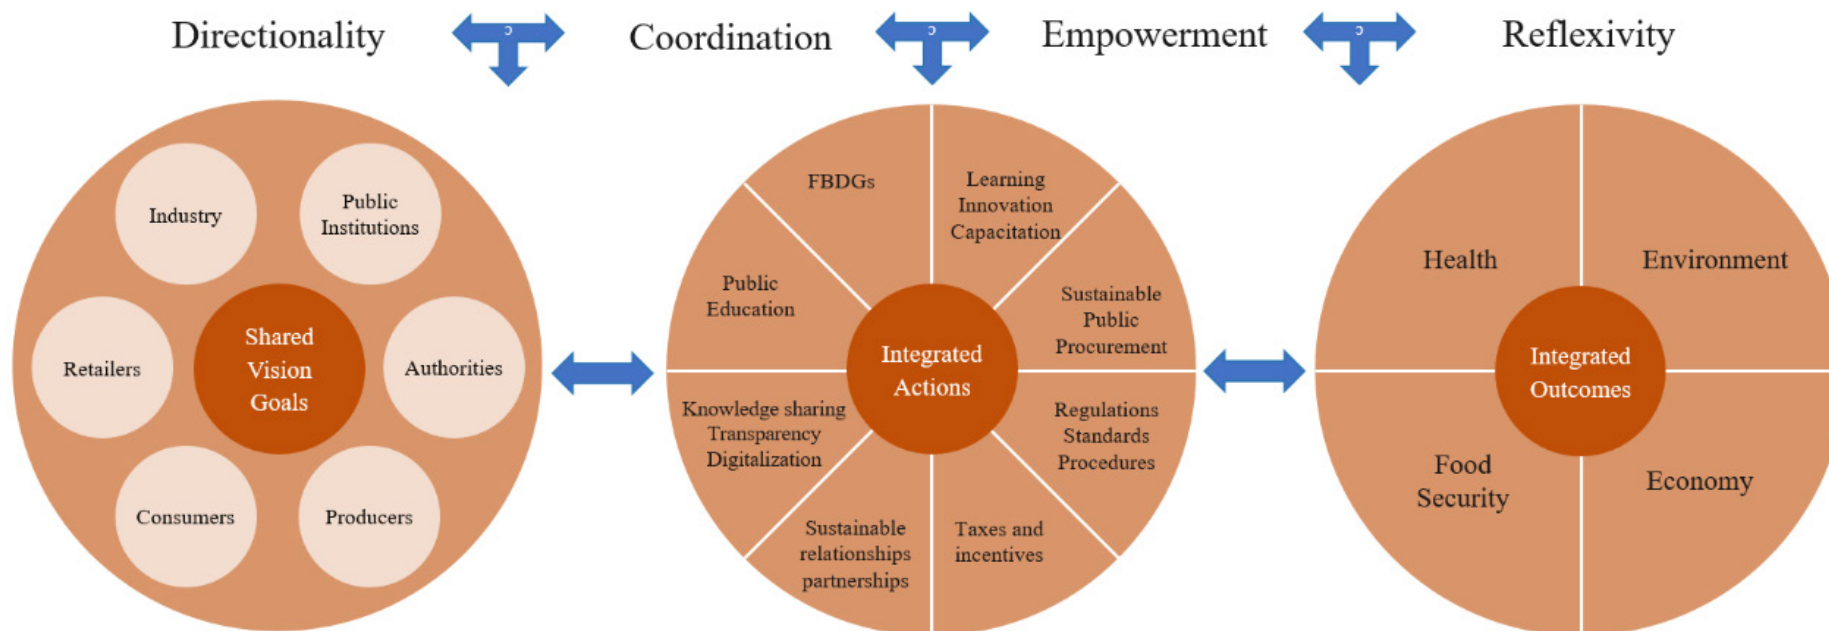 Directionality
Coordination
Empowerment
Reflexivity
Industry
Public
Institutions
Retailers
Shared
Vision
Goals
Authorities
Consumers
Producers
FBDGs
Learning
Innovation
Capacitation
Public
Education
Sustainable
Public
Procurement
Integrated
Actions
Knowledge sharing
Transparency
Digitalization
Regulations
Standards
Procedures
Sustainable
relationships
partnerships
Taxes and
incentives
Health
Environment
Integrated
Outcomes
Food
Security
Economy